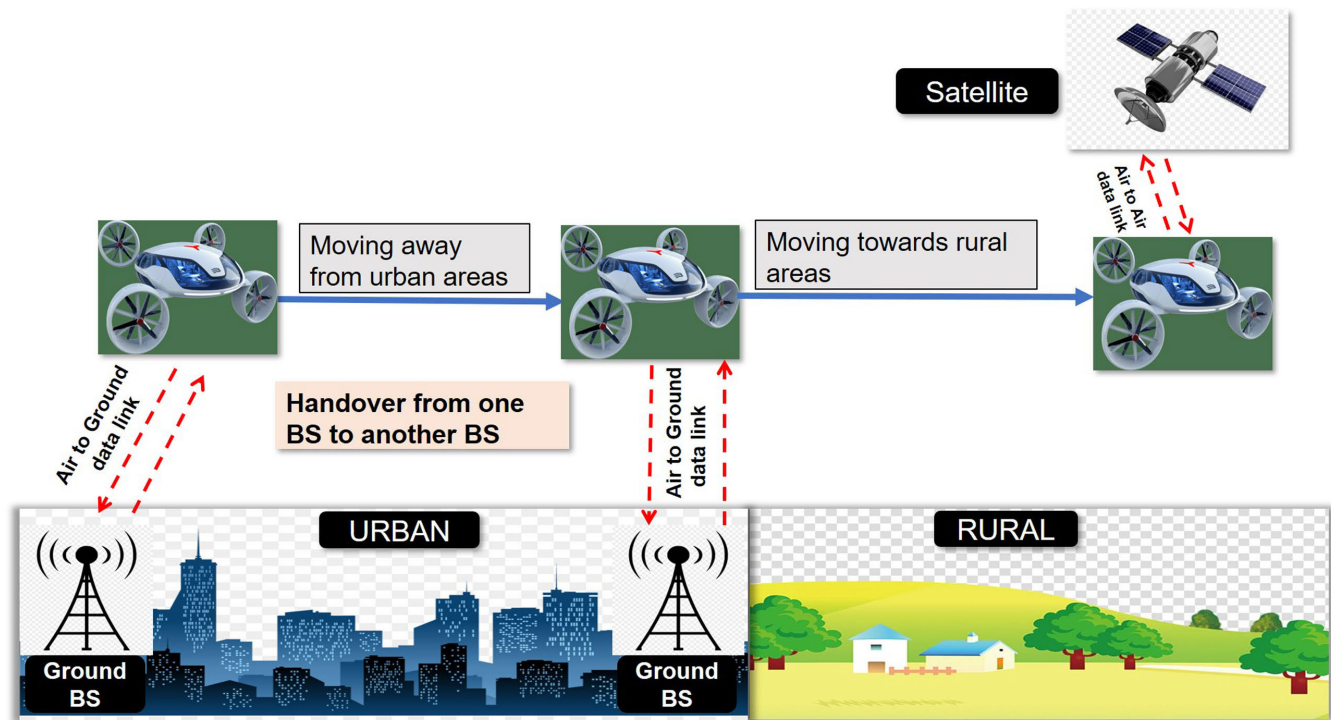 Satellite
Air to Air
data link
Moving away
from urban areas
Moving towards rural
areas
Handover from one
BS to another BS
Air to Ground
data link
Air to Ground
data link
URBAN
RURAL
Ground
BS
Ground
BS